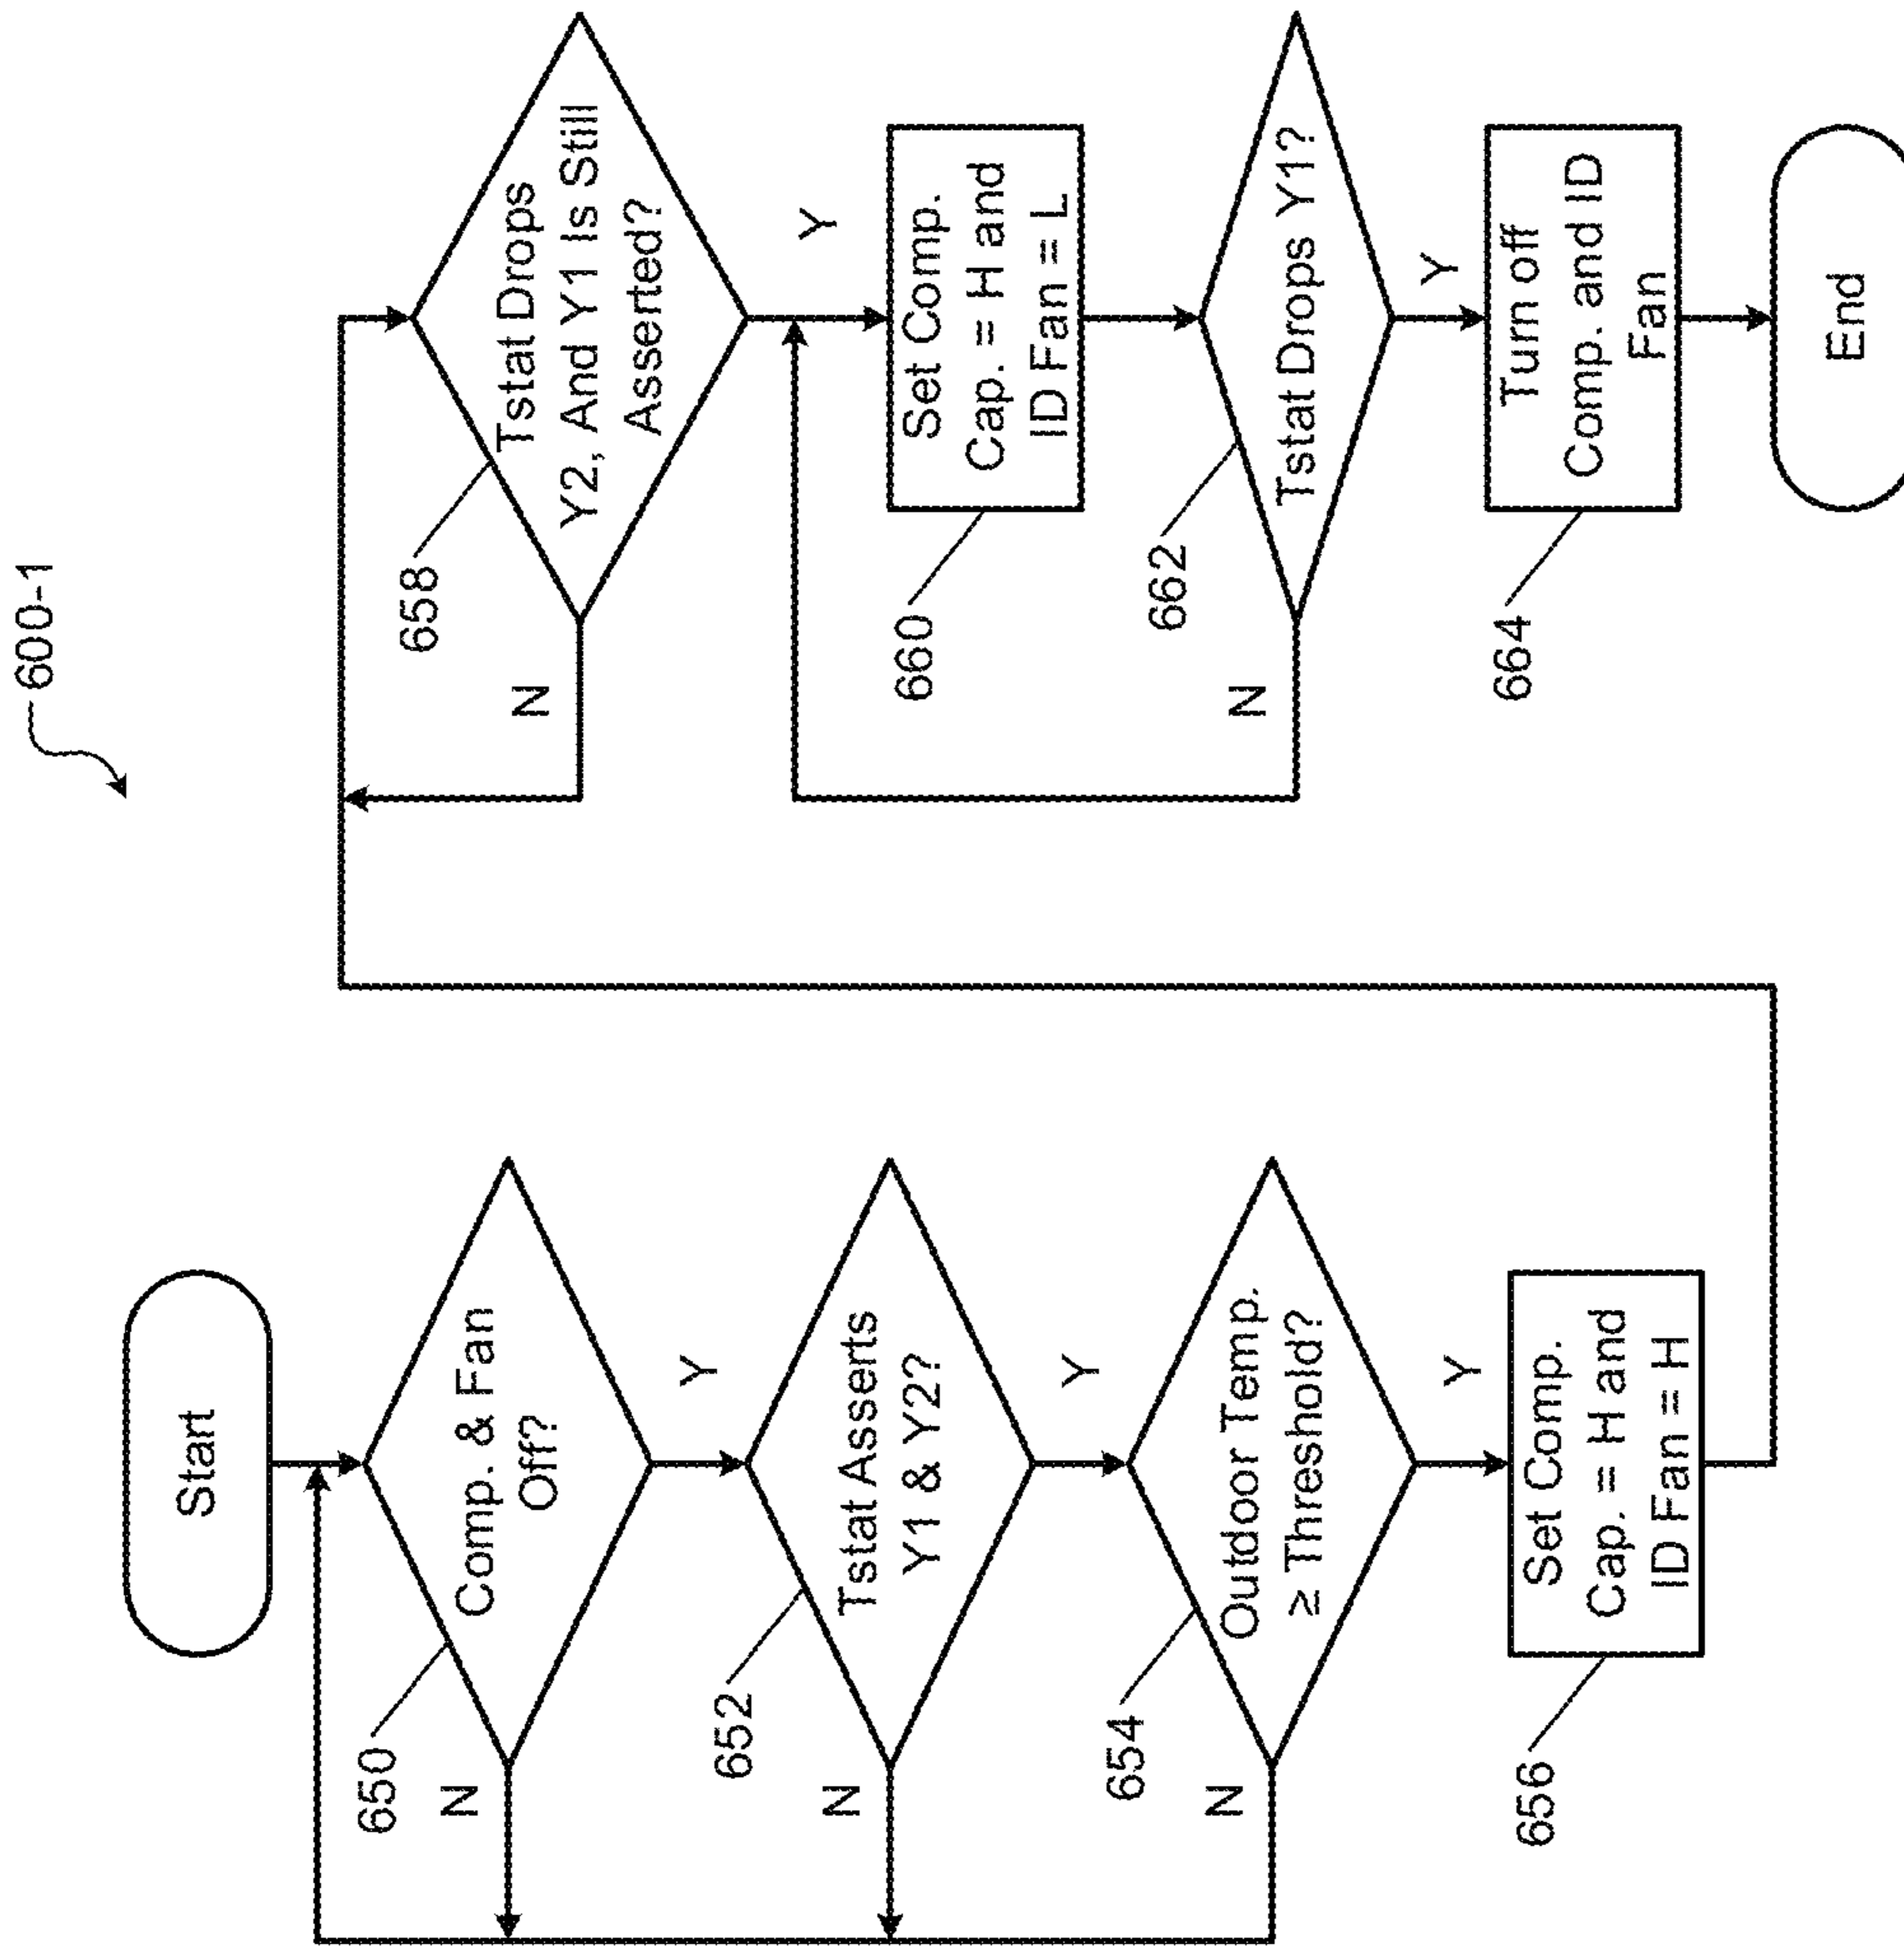 600-1
Start
650
Comp. & Fan
Off?
N
Y
652
Tstat Asserts
Y1 & Y2?
N
Y
654
Outdoor Temp.
≥ Threshold?
N
Y
656
Set Comp.
Cap. = H and
ID Fan = H
658
Tstat Drops
Y2, And Y1 Is Still
Asserted?
N
Y
660
Set Comp.
Cap. = H and
ID Fan = L
662
Tstat Drops Y1?
N
Y
664
Turn off
Comp. and ID
Fan
End